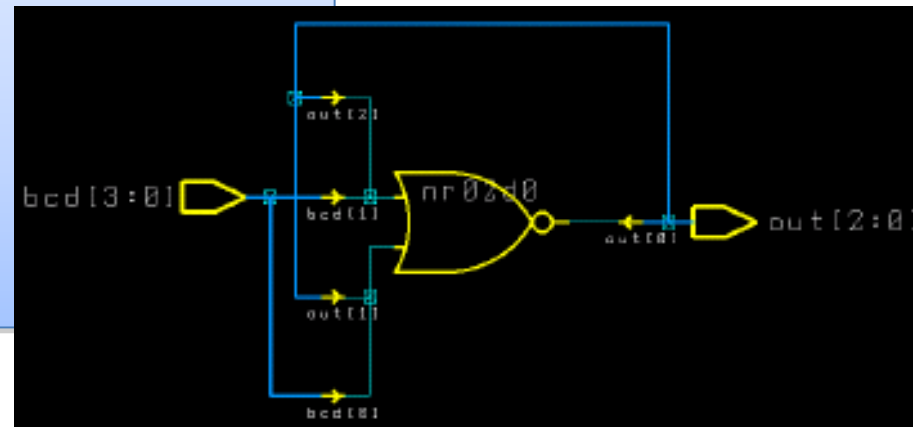 out[2]
bcd[3:0]
bcd[1]
nr02d0
out[0]
out[2:0]
out[1]
bcd[0]